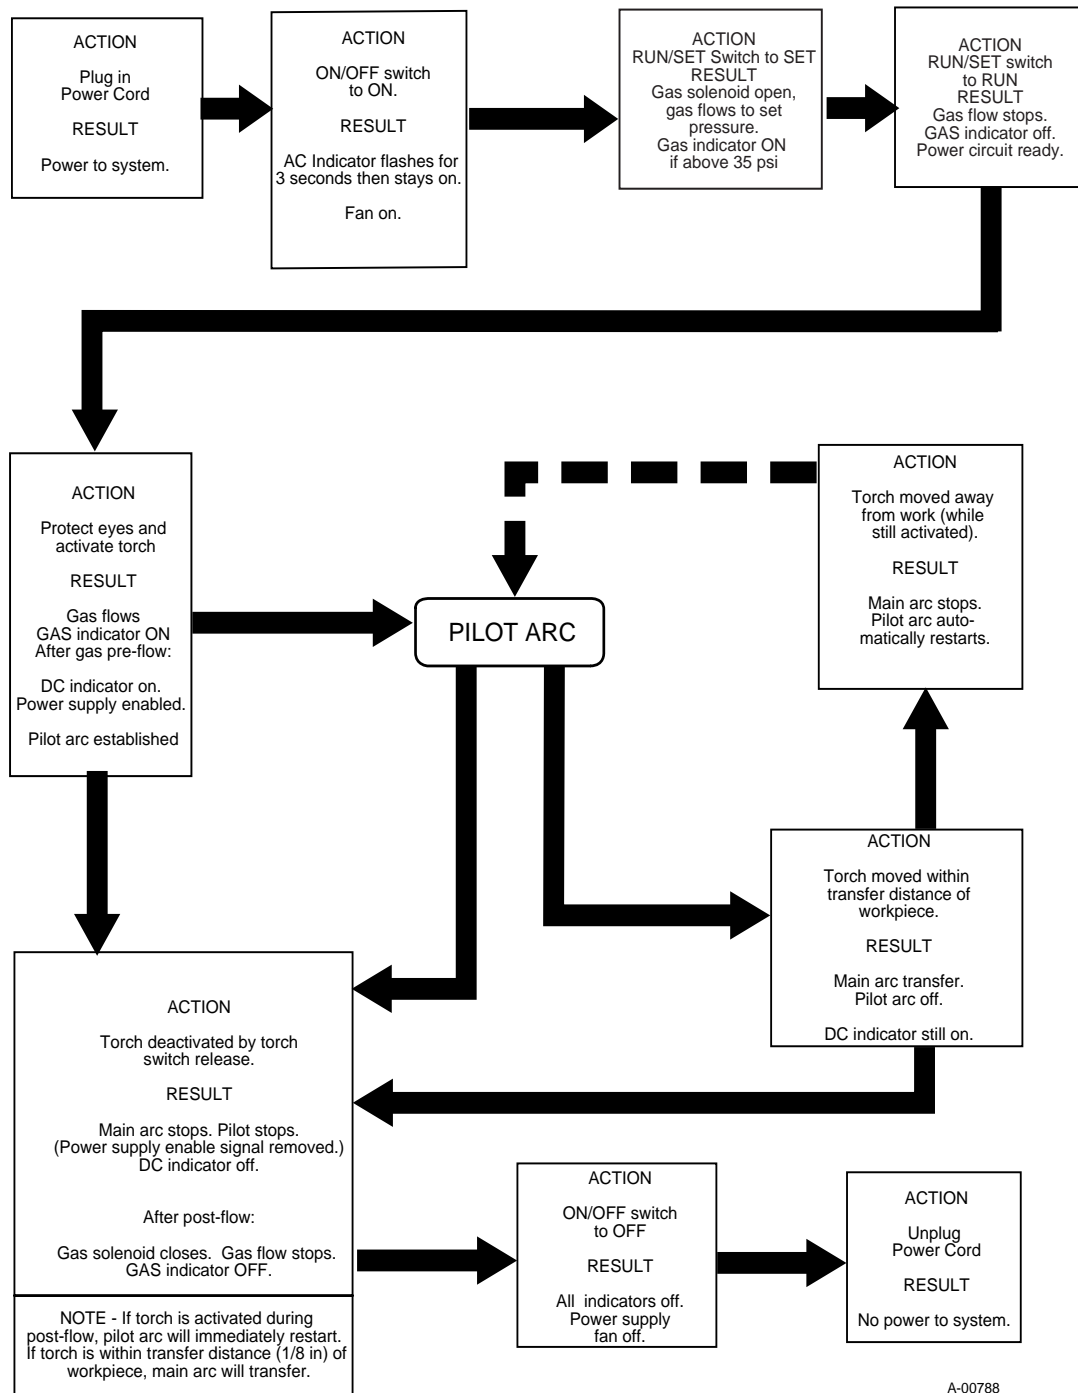 ACTION
Plug in
Power Cord
RESULT
Power to system.
ACTION
ON/OFF switch
to ON.
RESULT
AC Indicator flashes for
3 seconds then stays on.
Fan on.
ACTION
RUN/SET Switch to SET
RESULT
Gas solenoid open,
gas flows to set
pressure.
Gas indicator ON
if above 35 psi
ACTION
RUN/SET switch
to RUN
RESULT
Gas flow stops.
GAS indicator off.
Power circuit ready.
ACTION
Protect eyes and
activate torch
RESULT
Gas flows
GAS indicator ON
After gas pre-flow:
DC indicator on.
Power supply enabled.
Pilot arc established
PILOT ARC
ACTION
Torch moved away
from work (while
still activated).
RESULT
Main arc stops.
Pilot arc auto-
matically restarts.
ACTION
Torch moved within
transfer distance of
workpiece.
RESULT
Main arc transfer.
Pilot arc off.
DC indicator still on.
ACTION
Torch deactivated by torch
switch release.
RESULT
Main arc stops. Pilot stops.
(Power supply enable signal removed.)
DC indicator off.
After post-flow:
Gas solenoid closes.  Gas flow stops.
GAS indicator OFF.
NOTE - If torch is activated during
post-flow, pilot arc will immediately restart.
If torch is within transfer distance (1/8 in) of
workpiece, main arc will transfer.
ACTION
ON/OFF switch
to OFF
RESULT
All  indicators off.
Power supply
fan off.
ACTION
Unplug
Power Cord
RESULT
No power to system.
A-00788